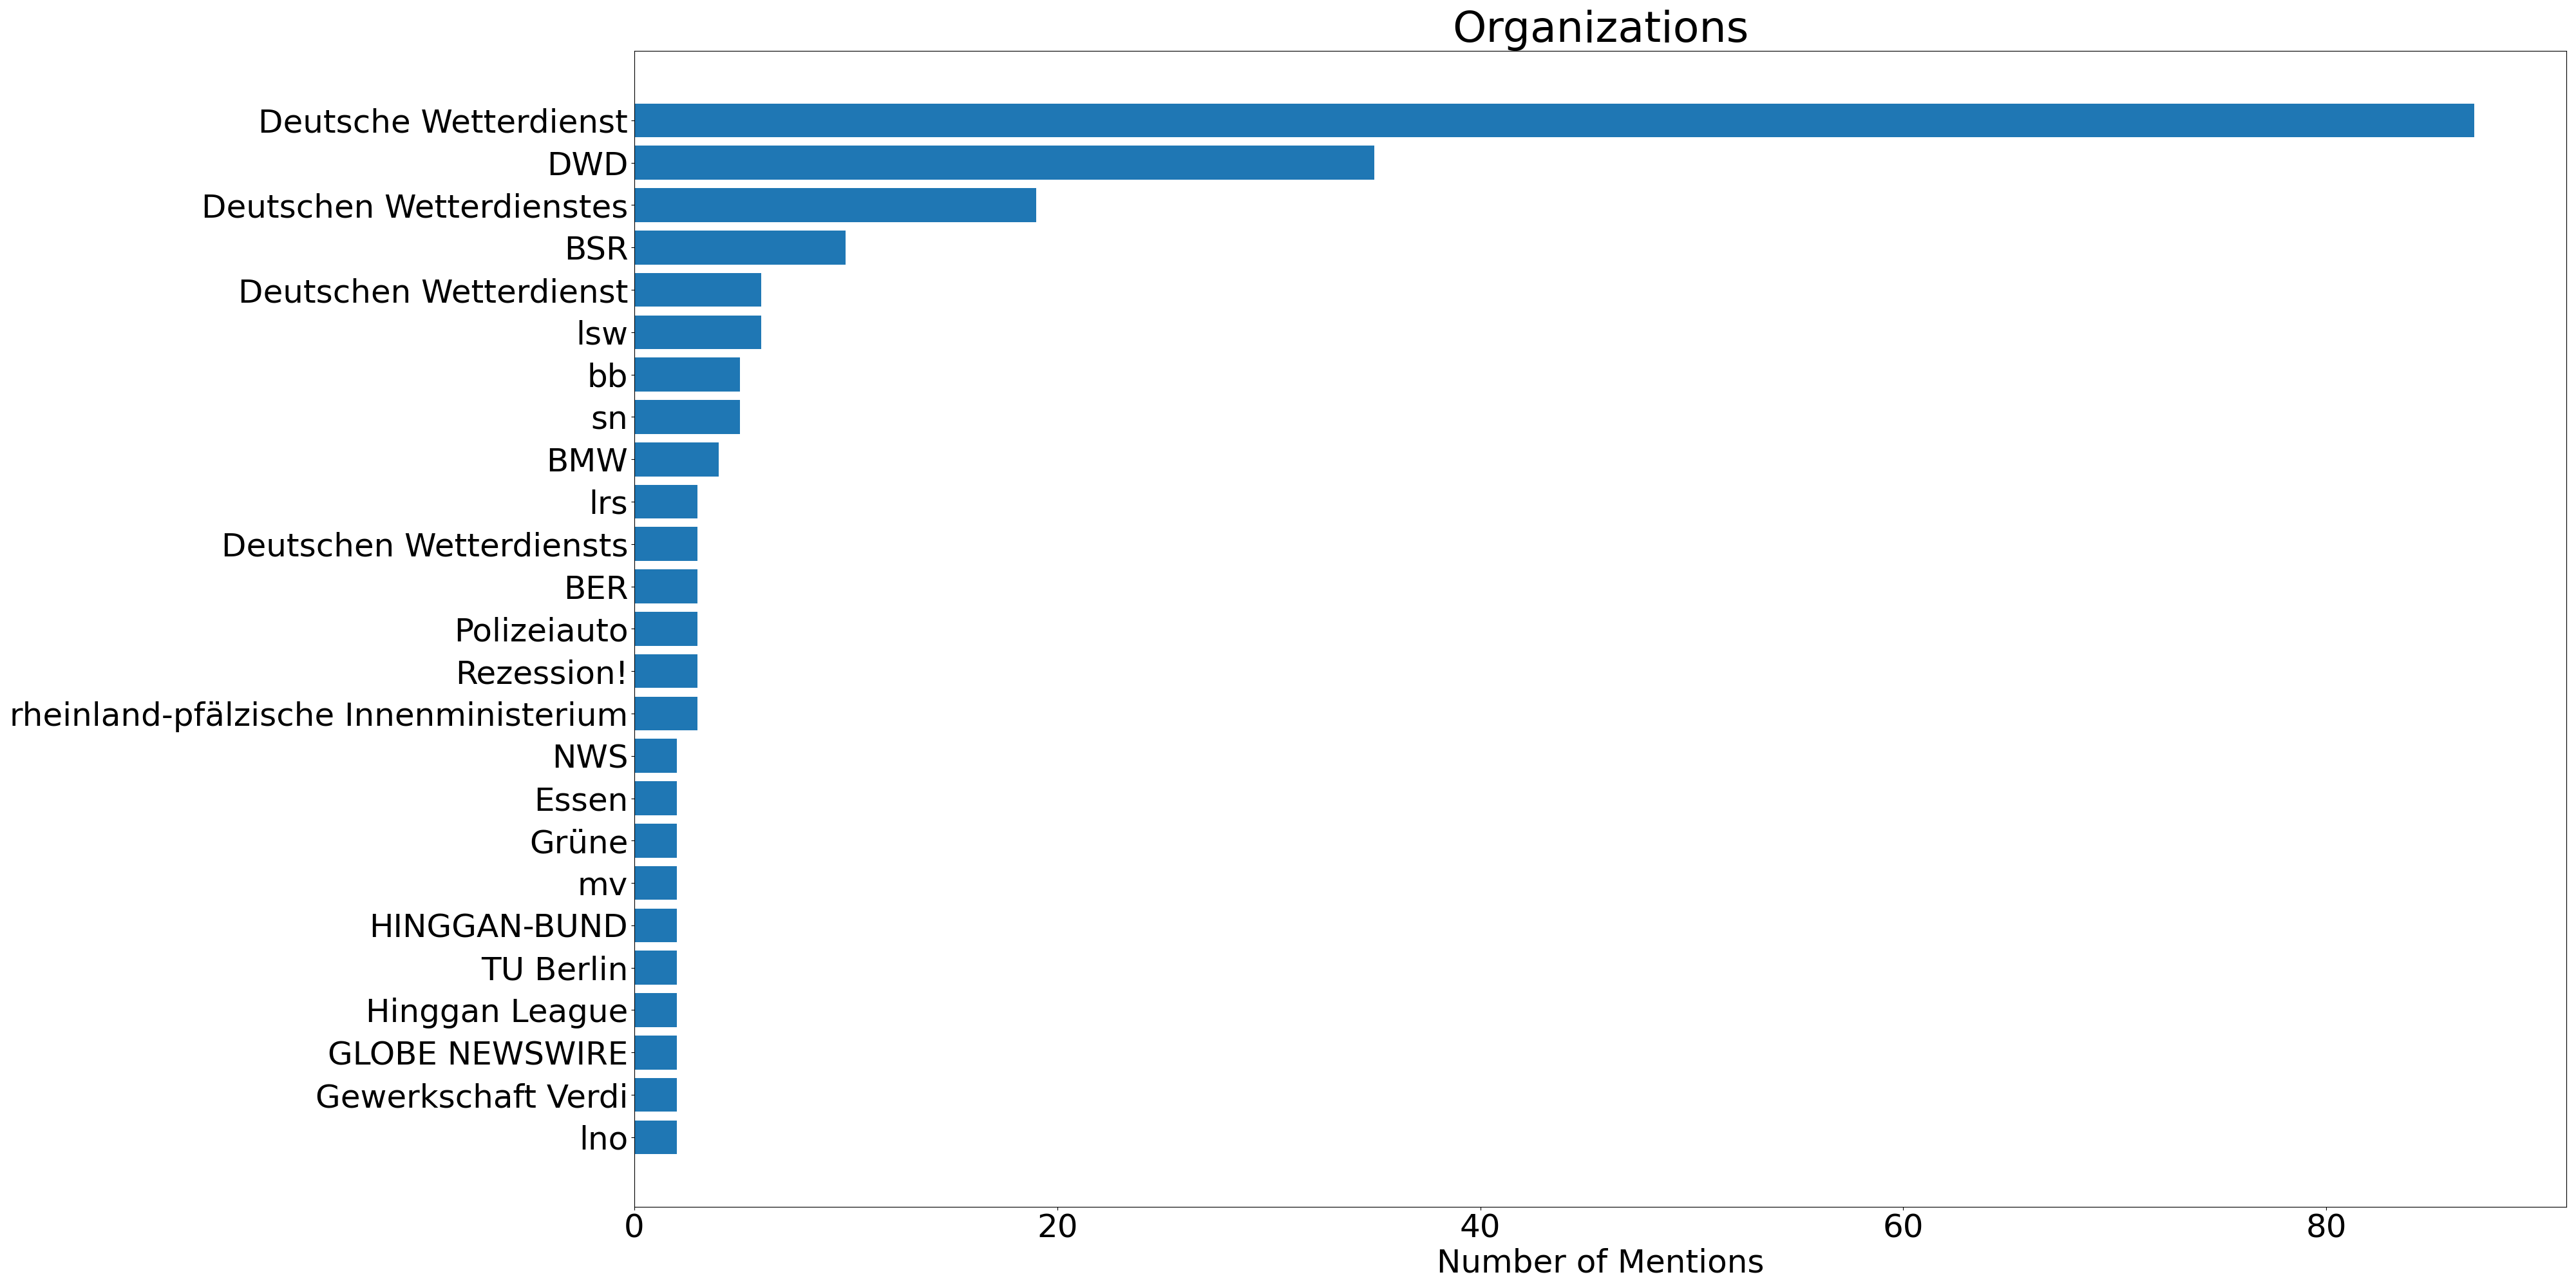 Organizations
Deutsche Wetterdienst
DWD
Deutschen Wetterdienstes
BSR
Deutschen Wetterdienst
lsw
bb
sn
BMW
lrs
Deutschen Wetterdiensts
BER
Polizeiauto
Rezession!
rheinland-pfälzische Innenministerium
NWS
Essen
Grüne
mv
HINGGAN-BUND
TU Berlin
Hinggan League
GLOBE NEWSWIRE
Gewerkschaft Verdi
lno
0 20 40 60 80
Number of Mentions